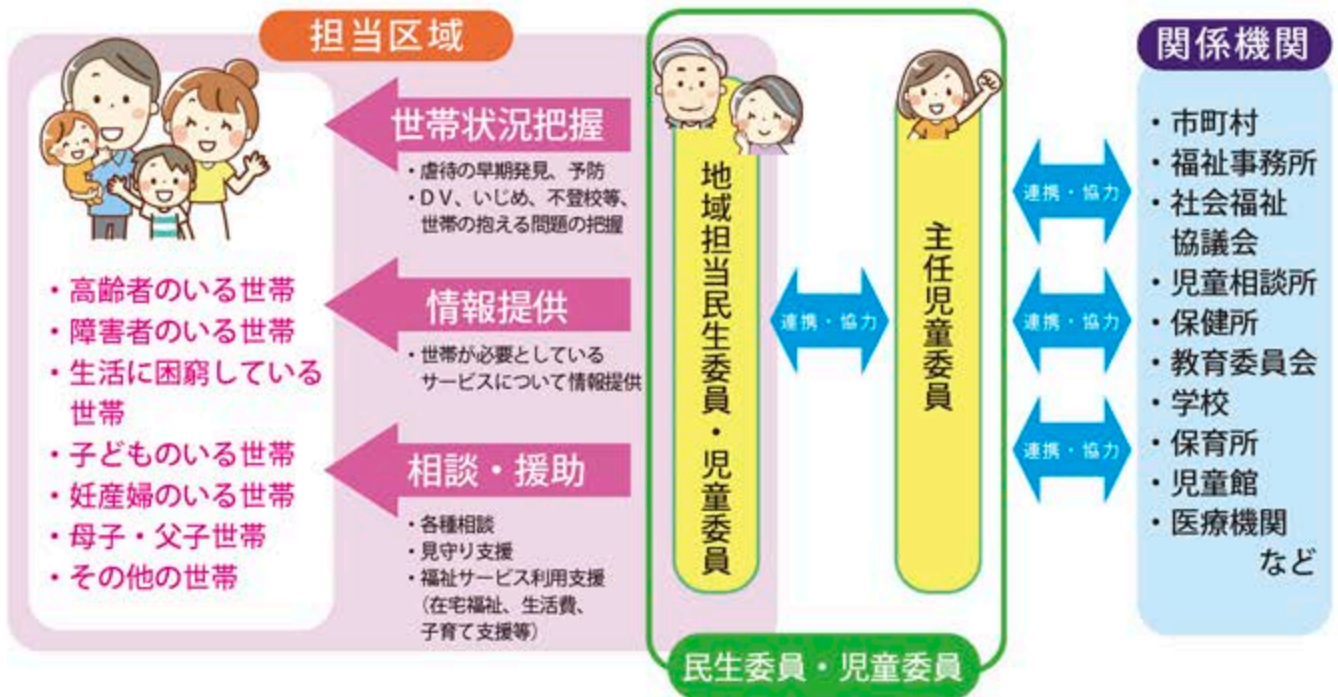 担当区域
・高齢者のいる世帯
・障害者のいる世帯
・生活に困窮している
世帯
・子どものいる世帯
・妊産婦のいる世帯
・母子・父子世帯
・その他の世帯
世帯状況把握
・虐待の早期発見、予防
・DV、いじめ、不登校等、
世帯の抱える問題の把握
情報提供
・世帯が必要としている
サービスについて情報提供
相談・援助
・各種相談
・見守り支援
・福祉サービス利用支援
(在宅福祉、生活費、
子育て支援等)
地域担当民生委員・児童委員
連携・協力
主任児童委員
民生委員・児童委員
連携・協力
連携・協力
連携・協力
関係機関
・市町村
・福祉事務所
・社会福祉
協議会
・児童相談所
・保健所
・教育委員会
・学校
・保育所
・児童館
・医療機関
など